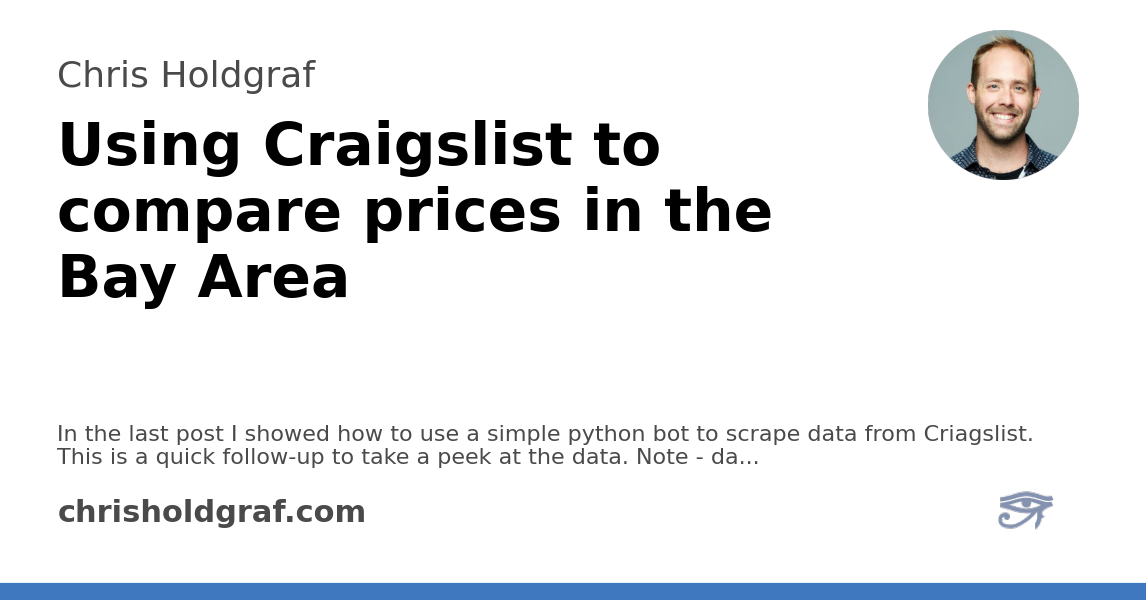 Chris Holdgraf
Using Craigslist to
compare prices in the
Bay Area
In the last post I showed how to use a simple python bot to scrape data from Criagslist.
This is a quick follow-up to take a peek at the data. Note - da...
chrisholdgraf.com